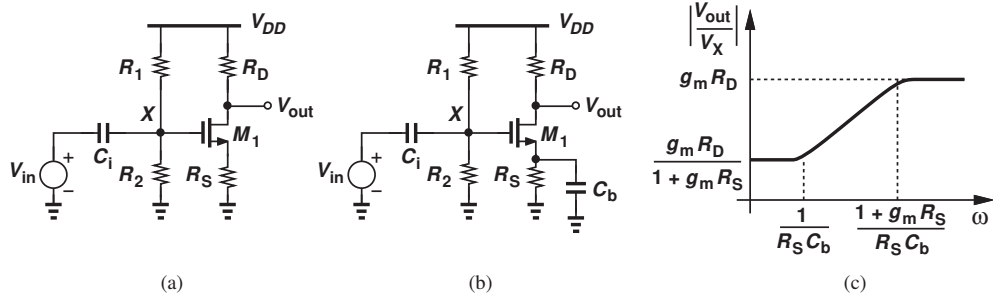 V_DD
R_1
R_D
X
V_out
M_1
C_i
V_in
+
−
R_2
R_S
(a)
V_DD
R_1
R_D
X
V_out
M_1
C_i
V_in
+
−
R_2
R_S
C_b
(b)
|V_out / V_X|
g_m R_D
g_m R_D / 1 + g_m R_S
1 / R_S C_b
1 + g_m R_S / R_S C_b
ω
(c)